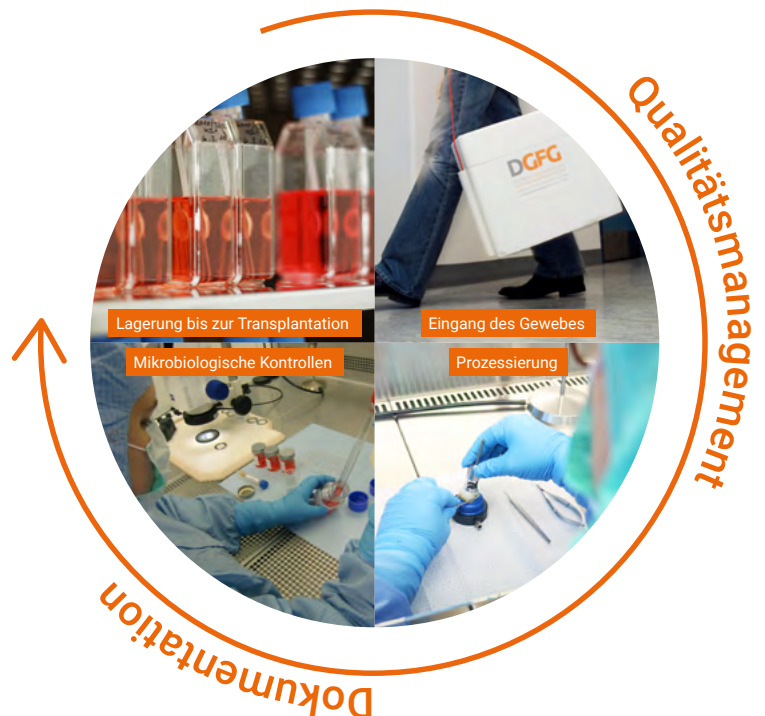 Qualitätsmanagement
DGFG
Lagerung bis zur Transplantation
Eingang des Gewebes
Mikrobiologische Kontrollen
Prozessierung
Dokumentation